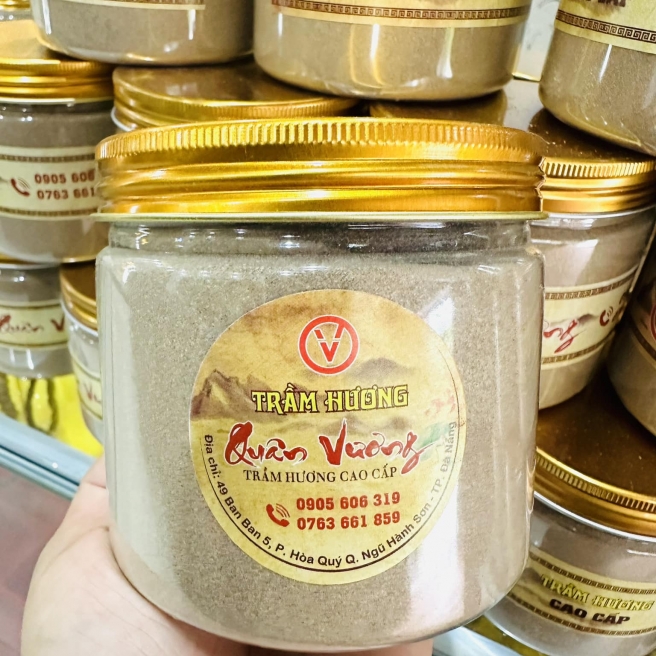 TRẦM HƯƠNG
Quân Vương
TRẦM HƯƠNG CAO CẤP
0905 606 319
0763 661 859
Địa chỉ: 49 Ban Ban 5, P. Hòa Quý Q. Ngũ Hành Sơn - TP. Đà Nẵng
0905 606
0763 661
Quân V
TRẦM HƯƠNG
CAO CẤP